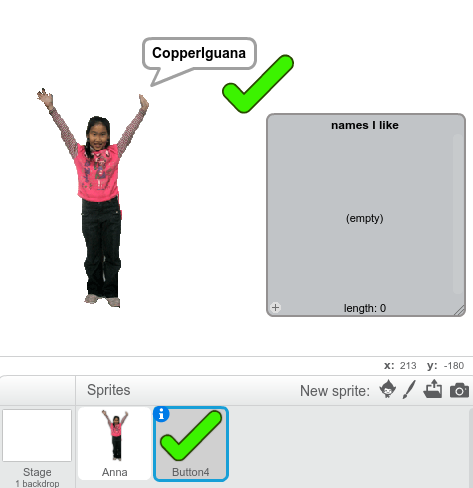 CopperIguana
names I like
(empty)
+
length: 0
x: 213 y: -180
Sprites
New sprite:
Stage
1 backdrop
Anna
i
Button4